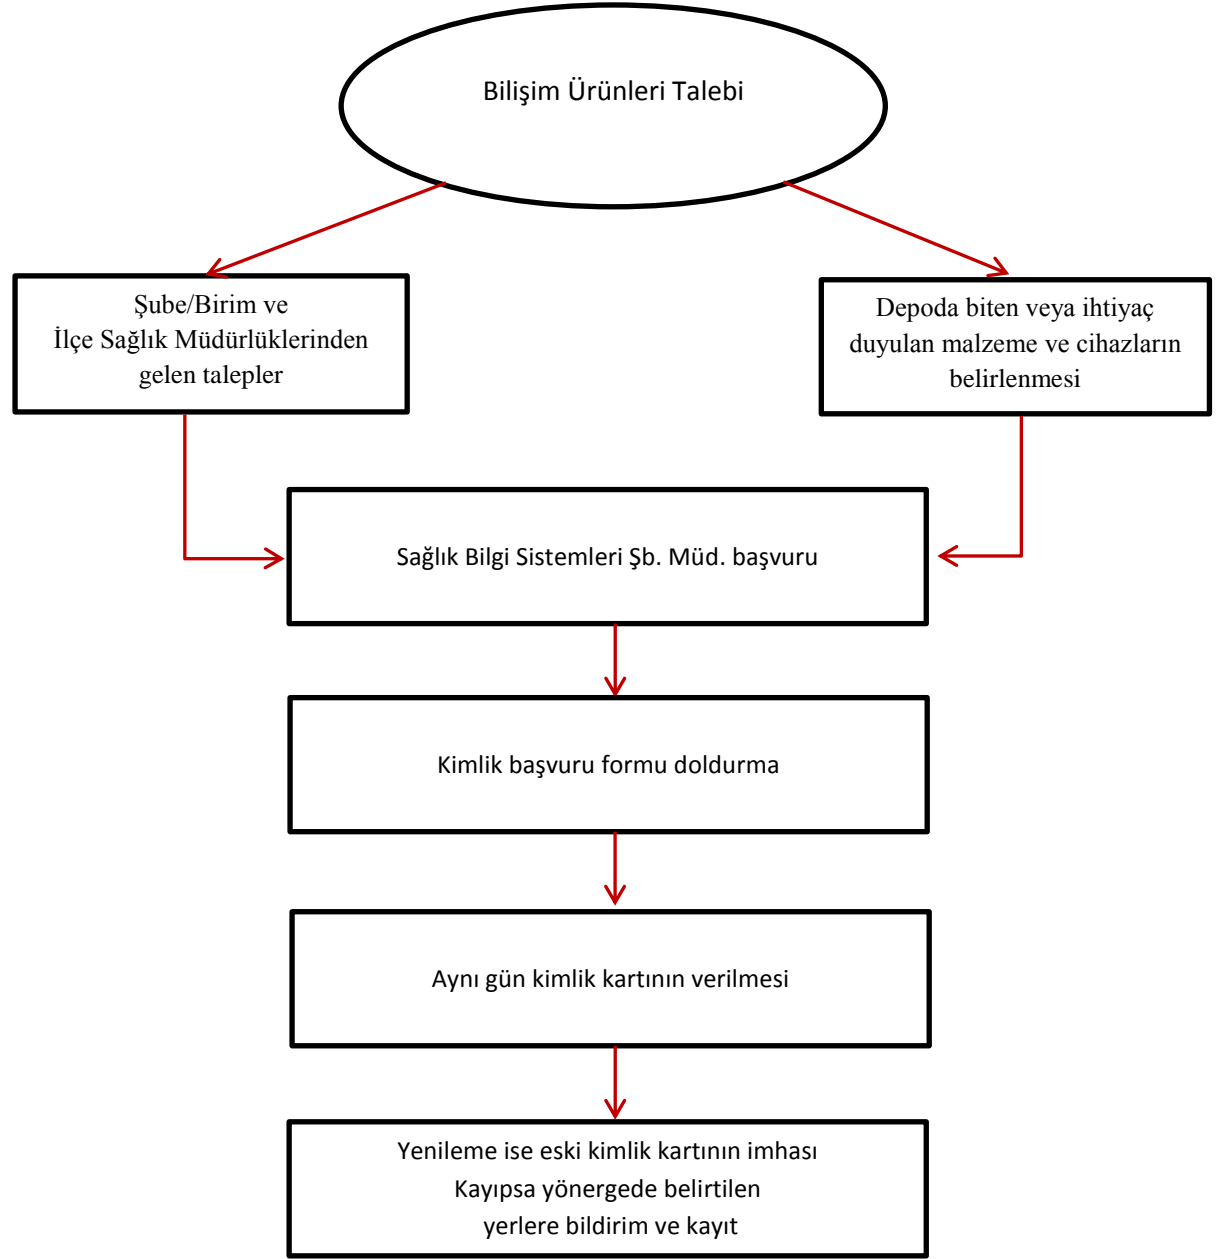 Bilişim Ürünleri Talebi
Şube/Birim ve
İlçe Sağlık Müdürlüklerinden
gelen talepler
Depoda biten veya ihtiyaç
duyulan malzeme ve cihazların
belirlenmesi
Sağlık Bilgi Sistemleri Şb. Müd. başvuru
Kimlik başvuru formu doldurma
Aynı gün kimlik kartının verilmesi
Yenileme ise eski kimlik kartının imhası
Kayıpsa yönergede belirtilen
yerlere bildirim ve kayıt